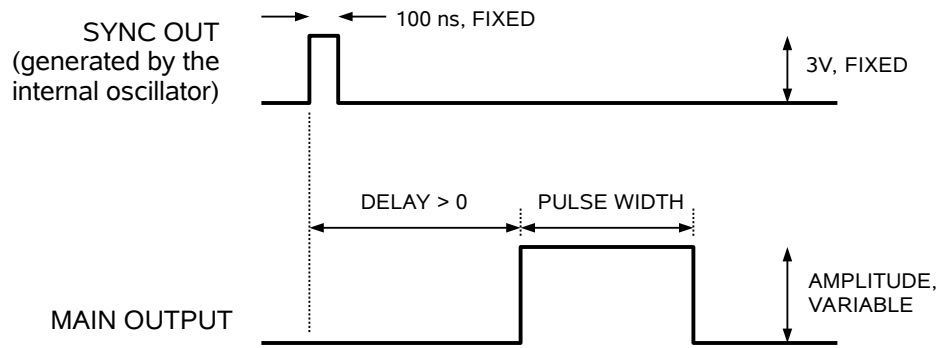 100 ns, FIXED
SYNC OUT
(generated by the
internal oscillator)
3V, FIXED
DELAY > 0
PULSE WIDTH
AMPLITUDE,
VARIABLE
MAIN OUTPUT